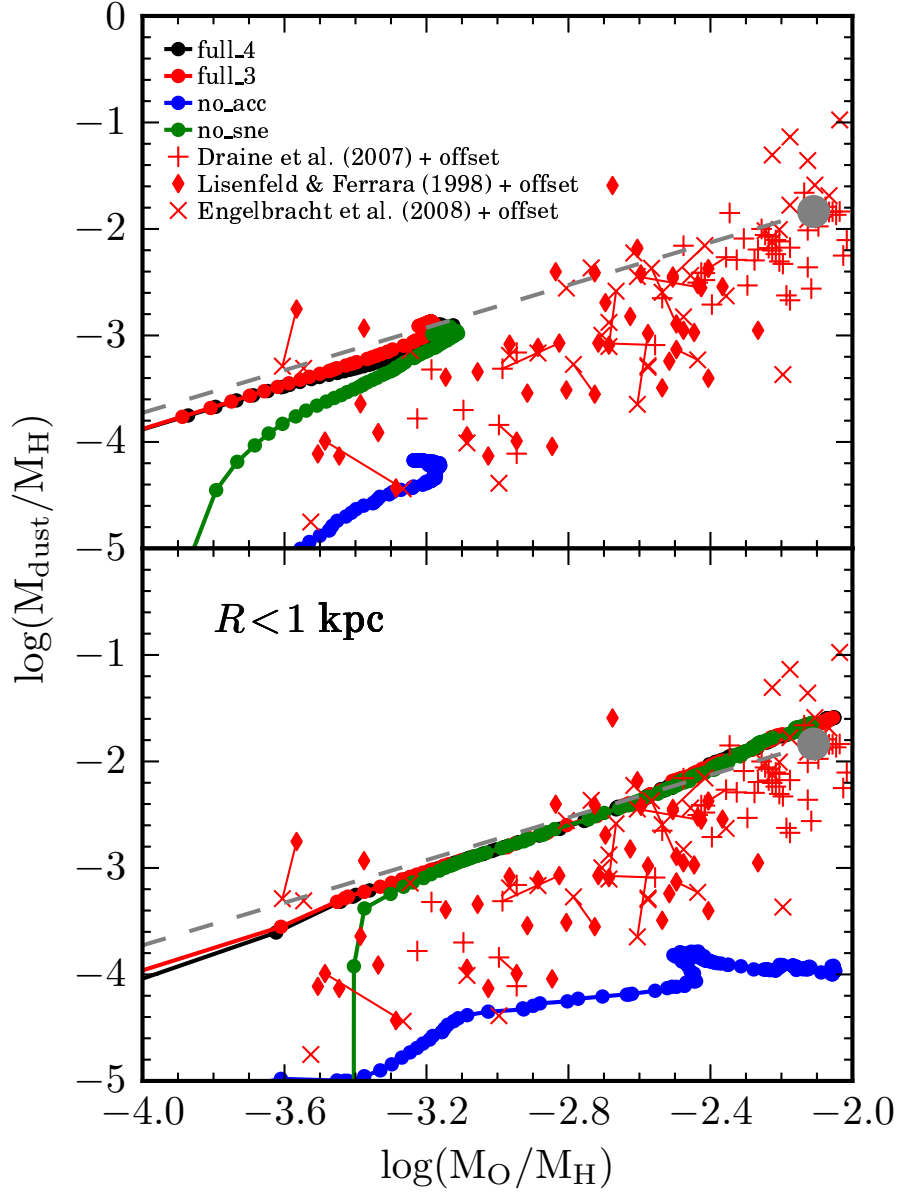 0
−1
−2
−3
−4
−5
full_4
full_3
no_acc
no_sne
Draine et al. (2007) + offset
Lisenfeld & Ferrara (1998) + offset
Engelbracht et al. (2008) + offset
log(M_dust/M_H)
R<1 kpc
−1
−2
−3
−4
−5
−4.0 −3.6 −3.2 −2.8 −2.4 −2.0
log(M_O/M_H)